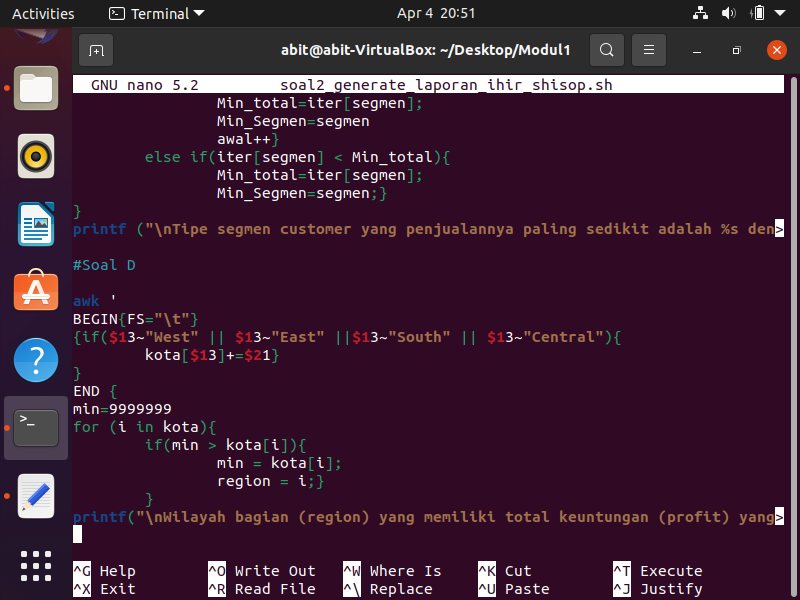 Activities Terminal Apr 4 20:51
abit@abit-VirtualBox: ~/Desktop/Modul1
GNU nano 5.2 soal2_generate_laporan_ihir_shisop.sh
Min_total=iter[segmen];
Min_Segmen=segmen
awal++}
else if(iter[segmen] < Min_total){
Min_total=iter[segmen];
Min_Segmen=segmen;}
}
printf ("\nTipe segmen customer yang penjualannya paling sedikit adalah %s den>
#Soal D
awk '
BEGIN{FS="\t"}
{if($13~"West" || $13~"East" ||$13~"South" || $13~"Central"){
kota[$13]+=$21}
}
END {
min=9999999
for (i in kota){
if(min > kota[i]){
min = kota[i];
region = i;}
}
printf("\nWilayah bagian (region) yang memiliki total keuntungan (profit) yang>
^G Help ^O Write Out ^W Where Is ^K Cut ^T Execute
^X Exit ^R Read File ^\ Replace ^U Paste ^J Justify